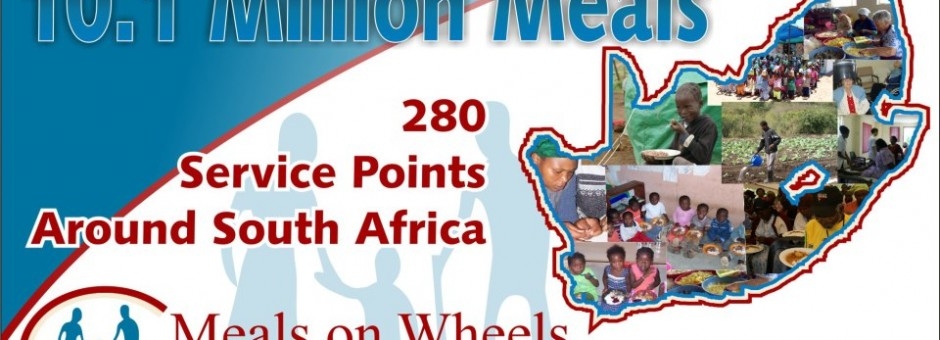 10.1 Million Meals
280
Service Points
Around South Africa
Meals on Wheels